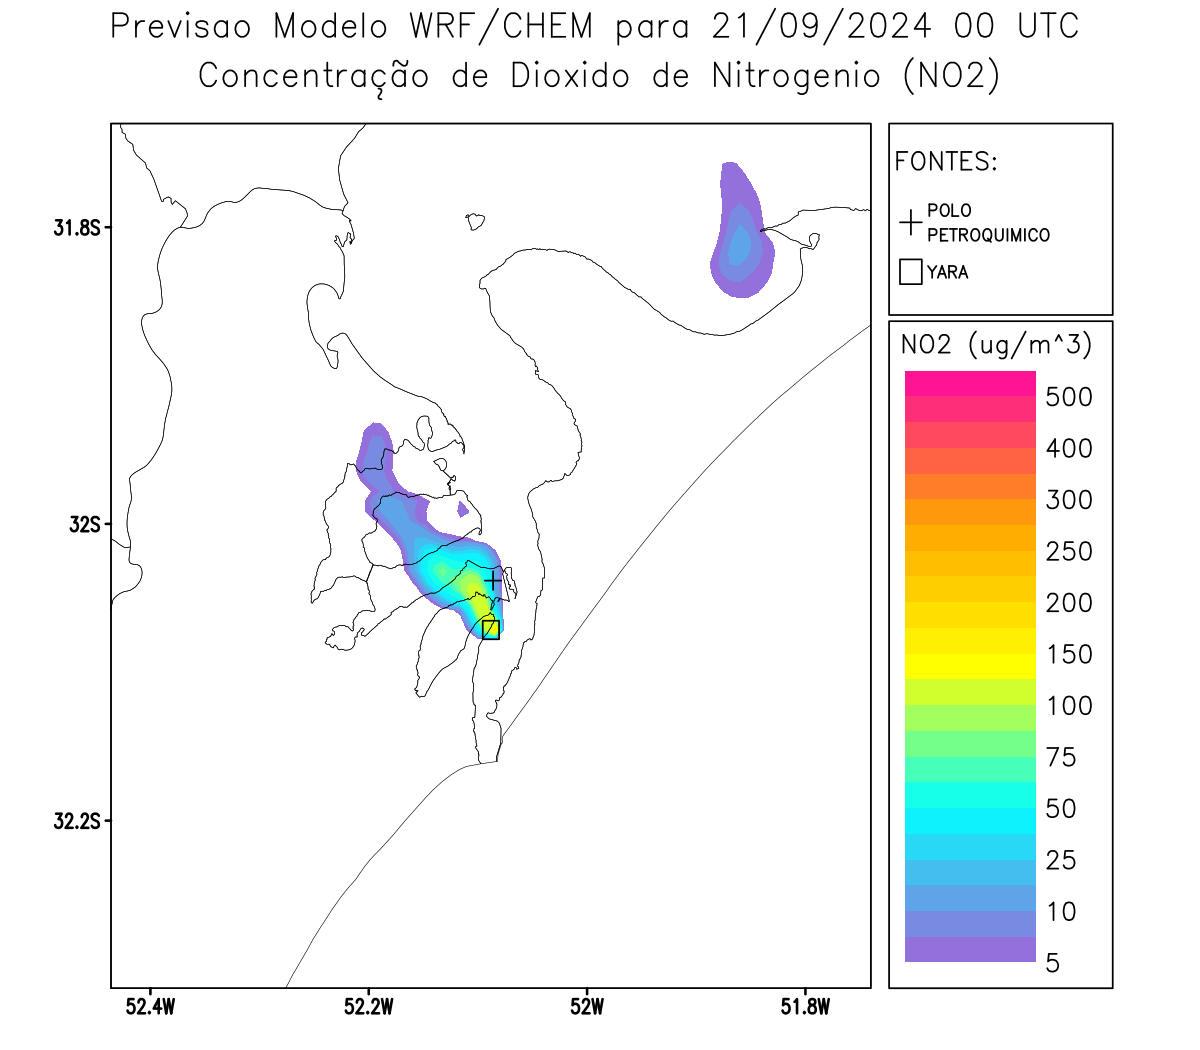 Previsao Modelo WRF/CHEM para 21/09/2024 00 UTC
Concentração de Dioxido de Nitrogenio (NO2)
FONTES:
POLO
PETROQUIMICO
YARA
31.8S
32S
32.2S
52.4W
52.2W
52W
51.8W
NO2 (ug/m^3)
500
400
300
250
200
150
100
75
50
25
10
5